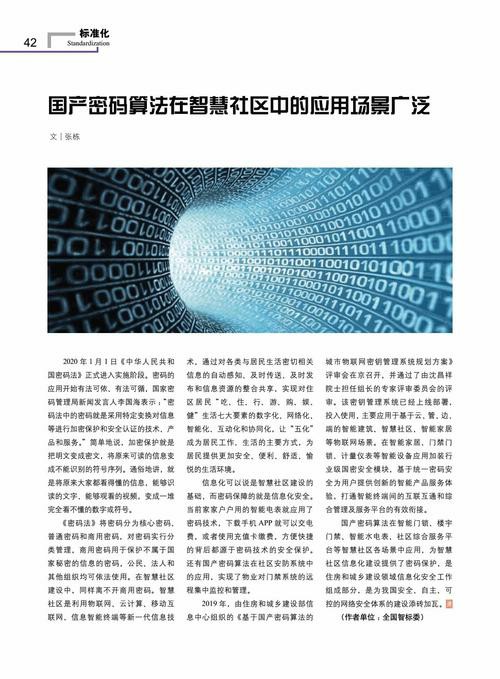 42
标准化
Standardization
国产密码算法在智慧社区中的应用场景广泛
文｜张栋
2020年1月1日《中华人民共和
国密码法》正式进入实施阶段。密码的
应用开始有法可依、有法可循，国家密
码管理局新闻发言人李国海表示：“密
码法中的密码就是采用特定变换对信息
等进行加密保护和安全认证的技术、产
品和服务。”简单地说，加密保护就是
把明文变成密文，将原来可读的信息变
成不能识别的符号序列。通俗地讲，就
是将原来大家都看得懂的信息，能够识
读的文字、能够观看的视频，变成一堆
完全看不懂的数字或符号。
《密码法》将密码分为核心密码、
普通密码和商用密码，对密码实行分
类管理，商用密码用于保护不属于国
家秘密的信息的密码，公民、法人和
其他组织均可依法使用。在智慧社区
建设中，同样离不开商用密码。智慧
社区是利用物联网、云计算、移动互
联网、信息智能终端等新一代信息技
术，通过对各类与居民生活密切相关
信息的自动感知、及时传送、及时发
布和信息资源的整合共享，实现对住
区居民“吃、住、行、游、购、娱、
健”生活七大要素的数字化、网络化、
智能化、互动化和协同化，让“五化”
成为居民工作、生活的主要方式，为
居民提供更加安全、便利、舒适、愉
悦的生活环境。
信息化可以说是智慧社区建设的
基础，而密码保障的就是信息化安全。
当前家家户户用的智能电表就应用了
密码技术，下载手机APP就可以交电
费，或者使用充值卡缴费，方便快捷
的背后都源于密码技术的安全保护。
还有国产密码算法在社区安防系统中
的应用，实现了物业对门禁系统的远
程集中监控和管理。
2019年，由住房和城乡建设部信
息中心组织的《基于国产密码算法的
城市物联网密钥管理系统规划方案》
评审会在京召开，并通过了由沈昌祥
院士担任组长的专家评审委员会的评
审。该密钥管理系统已经上线部署，
投入使用，主要应用于基于云，管，边，
端的智能建筑、智慧社区、智能家居
等物联网场景。在智能家居、门禁门
锁、计量仪表等智能设备应用加装行
业级国密安全模块，基于统一密码安
全为用户提供创新的智能产品服务体
验，打通智能终端间的互联互通和综
合管理及服务平台的有效衔接。
国产密码算法在智能门锁、楼宇
门禁、智能水电表、社区综合服务平
台等智慧社区各场景中应用，为智慧
社区信息化建设提供了密码保护，是
住房和城乡建设领域信息化安全工作
组成部分，是为我国安全、自主、可
控的网络安全体系的建设添砖加瓦。
（作者单位：全国智标委）